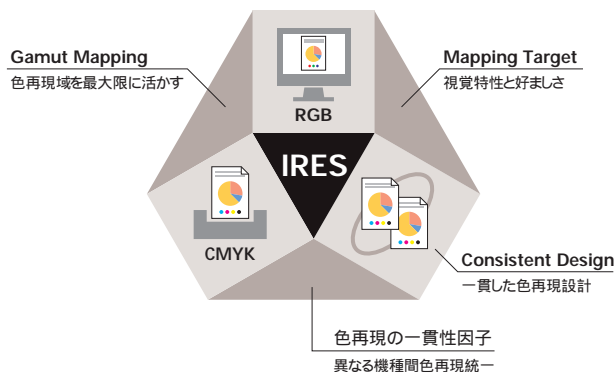 Gamut Mapping
色再現域を最大限に活かす
Mapping Target
視覚特性と好ましさ
RGB
IRES
CMYK
Consistent Design
一貫した色再現設計
色再現の一貫性因子
異なる機種間色再現統一